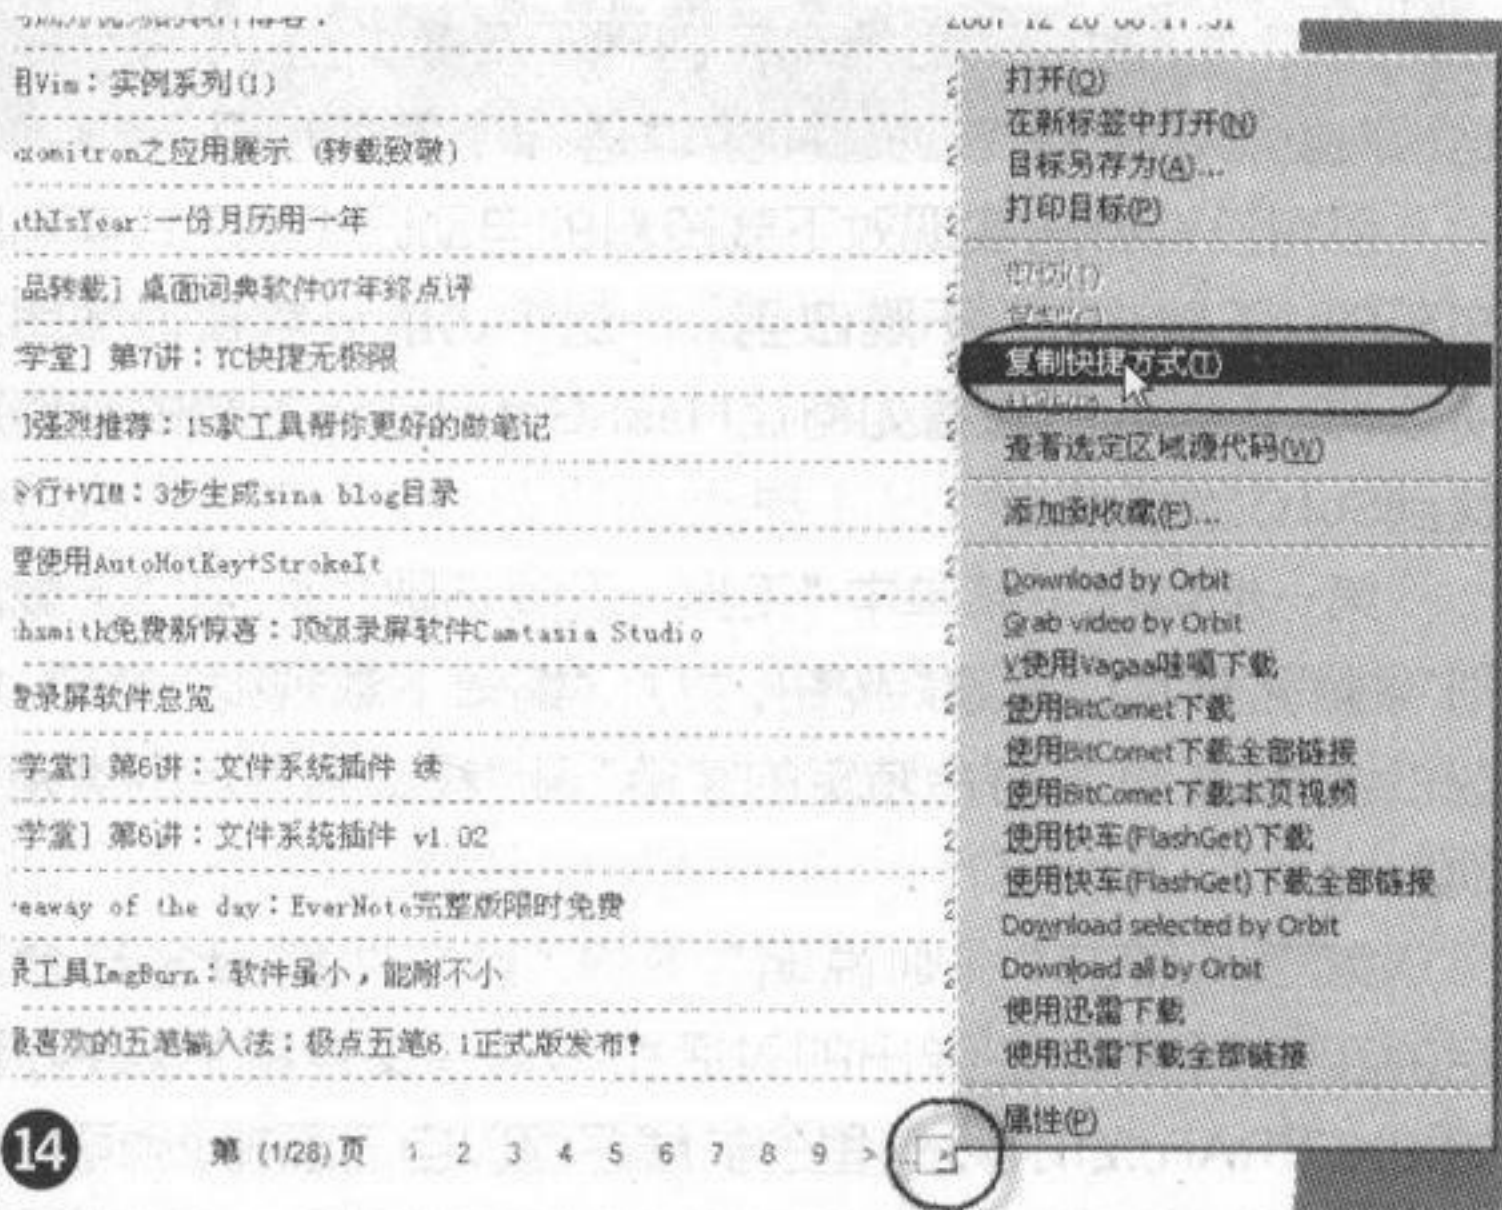 2007-12-20
用Vim：实例系列(1)
xomitron之应用展示（转载致敬）
thIsYear:一份月历用一年
品转载］桌面词典软件07年终点评
学堂］第7讲：TC快捷无极限
]强烈推荐：15款工具帮你更好的做笔记
行+VIM：3步生成sina blog目录
使用AutoHotKey+StrokeIt
hsmith免费新惊喜：顶级录屏软件Camtasia Studio
录屏软件总览
学堂］第6讲：文件系统插件 续
学堂］第6讲：文件系统插件 v1.02
eaway of the day：EverNote完整版限时免费
录工具ImgBurn：软件虽小，能耐不小
最喜欢的五笔输入法：极点五笔6.1正式版发布！
14
第 (1/28) 页 1 2 3 4 5 6 7 8 9 > ...
打开(O)
在新标签中打开(N)
目标另存为(A)...
打印目标(P)
剪切(T)
复制(C)
复制快捷方式(T)
查看选定区域源代码(W)
添加到收藏(F)...
Download by Orbit
Grab video by Orbit
V使用Vagaa哇嘎下载
使用BitComet下载
使用BitComet下载全部链接
使用BitComet下载本页视频
使用快车(FlashGet)下载
使用快车(FlashGet)下载全部链接
Download selected by Orbit
Download all by Orbit
使用迅雷下载
使用迅雷下载全部链接
属性(P)